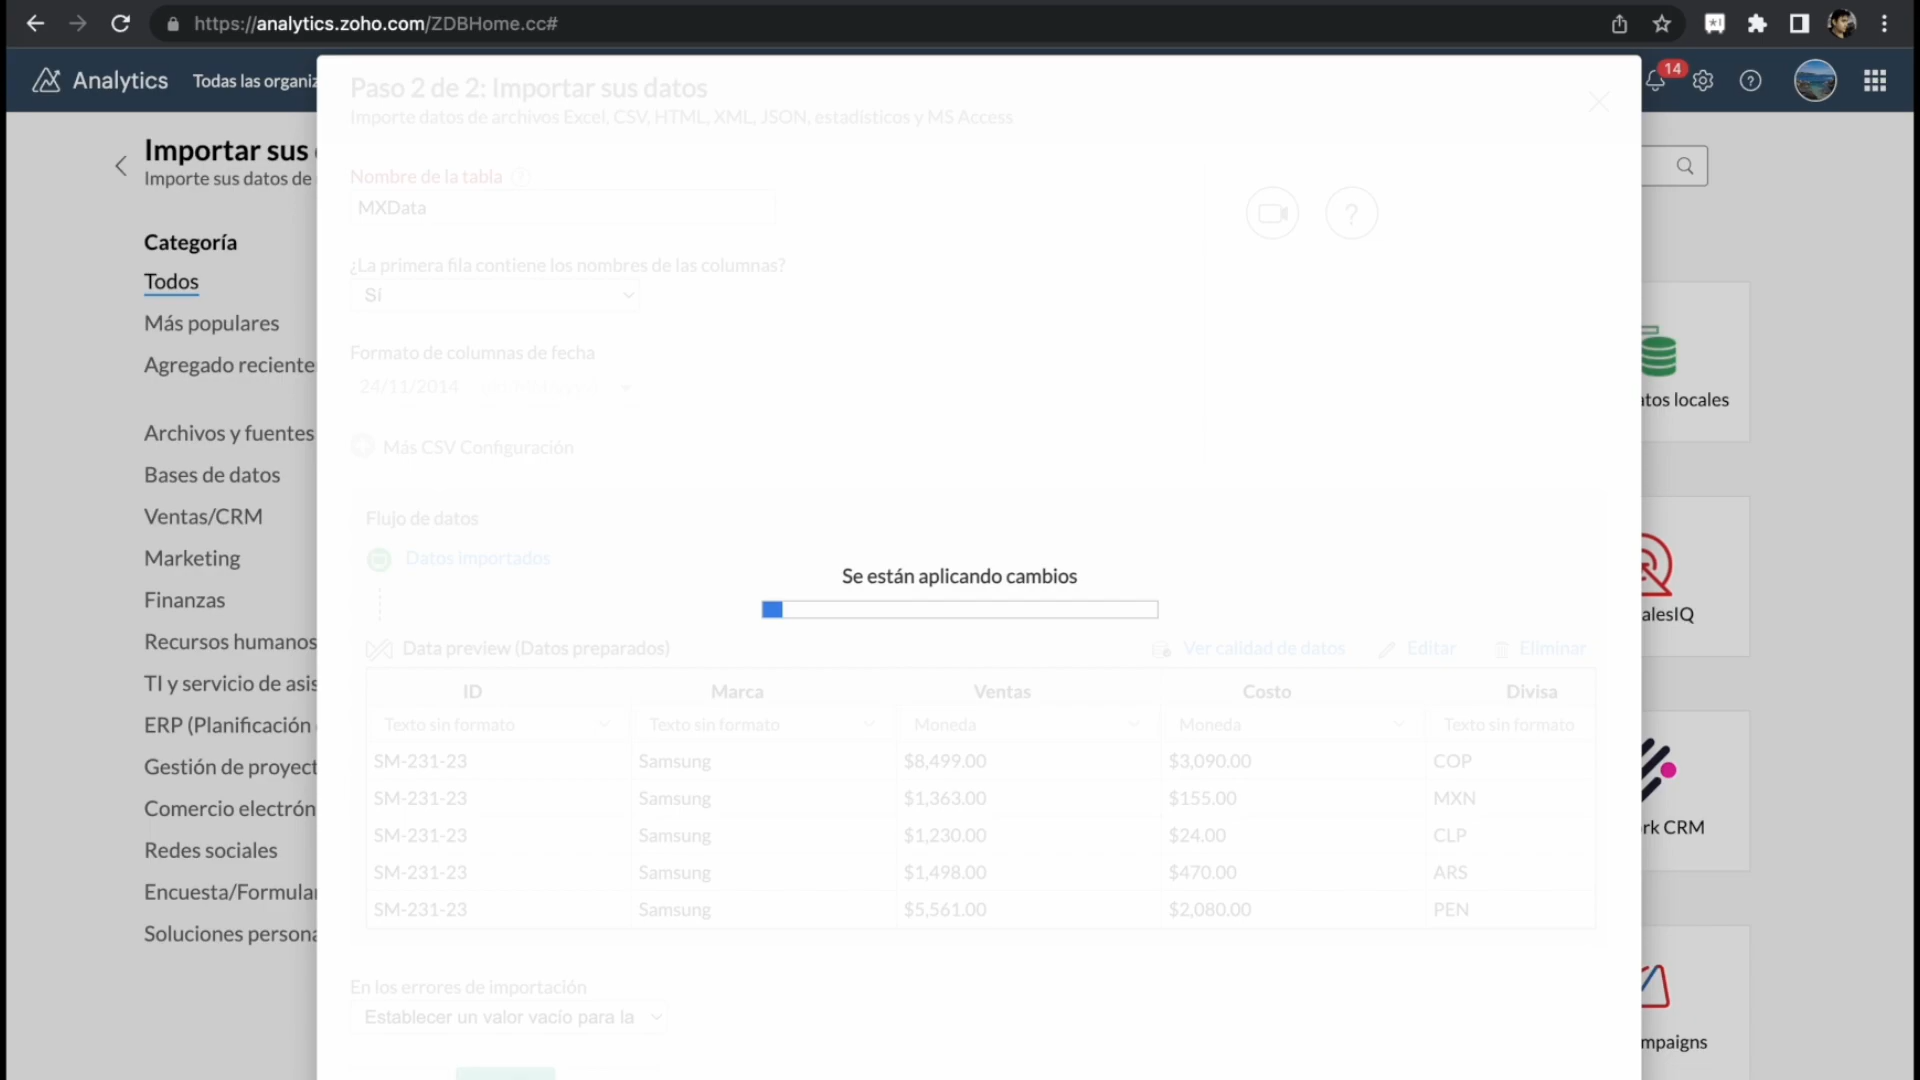 https://analytics.zoho.com/ZDBHome.cc#
Analytics
Todas las organiz
14
Importar sus
Importe sus datos de
Categoría
Todos
Más populares
Agregado reciente
Archivos y fuentes
Bases de datos
Ventas/CRM
Marketing
Finanzas
Recursos humanos
TI y servicio de asis
ERP (Planificación
Gestión de proyect
Comercio electrón
Redes sociales
Encuesta/Formular
Soluciones persona
Paso 2 de 2: Importar sus datos
Importe datos de archivos Excel, CSV, HTML, XML, JSON, estadísticos y MS Access
Nombre de la tabla ?
MXData
?
¿La primera fila contiene los nombres de las columnas?
Sí
Formato de columnas de fecha
24/11/2014
Más CSV Configuración
Flujo de datos
Datos importados
Se están aplicando cambios
Data preview (Datos preparados)
Ver calidad de datos
Editar
Eliminar
ID Marca Ventas Costo Divisa
Texto sin formato Texto sin formato Moneda Moneda Texto sin formato
SM-231-23 Samsung $8,499.00 $3,090.00 COP
SM-231-23 Samsung $1,363.00 $155.00 MXN
SM-231-23 Samsung $1,230.00 $24.00 CLP
SM-231-23 Samsung $1,498.00 $470.00 ARS
SM-231-23 Samsung $5,561.00 $2,080.00 PEN
En los errores de importación
Establecer un valor vacío para la
atos locales
alesIQ
rk CRM
mpaigns